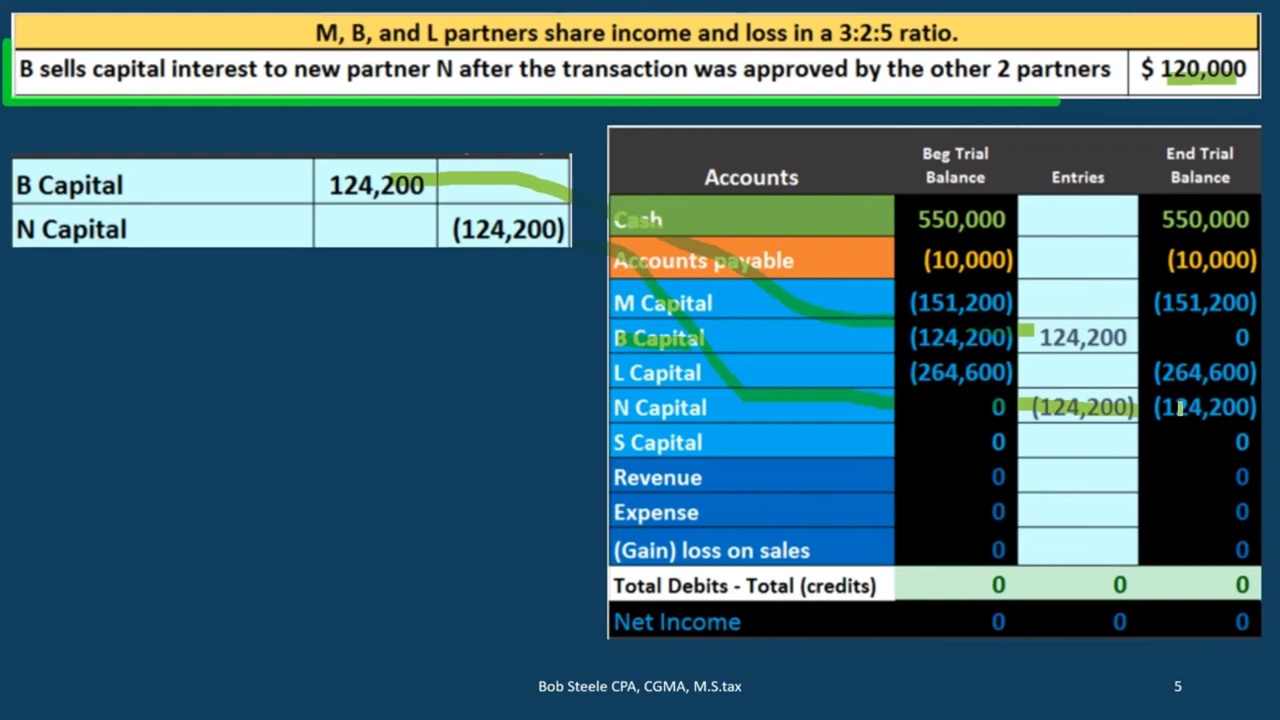 M, B, and L partners share income and loss in a 3:2:5 ratio.
B sells capital interest to new partner N after the transaction was approved by the other 2 partners $ 120,000
B Capital 124,200
N Capital (124,200)
Accounts Beg Trial Balance Entries End Trial Balance
Cash 550,000 550,000
Accounts payable (10,000) (10,000)
M Capital (151,200) (151,200)
B Capital (124,200) 124,200 0
L Capital (264,600) (264,600)
N Capital 0 (124,200) (124,200)
S Capital 0 0
Revenue 0 0
Expense 0 0
(Gain) loss on sales 0 0
Total Debits - Total (credits) 0 0 0
Net Income 0 0 0
Bob Steele CPA, CGMA, M.S.tax 5